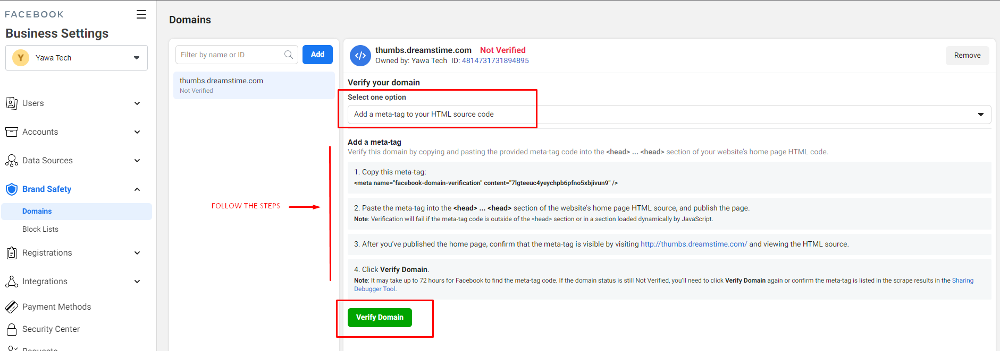 FACEBOOK
Business Settings
Y
Yawa Tech
Users
Accounts
Data Sources
Brand Safety
Domains
Block Lists
Registrations
Integrations
Payment Methods
Security Center
Requests
Domains
Filter by name or ID
Add
thumbs.dreamstime.com
Not Verified
FOLLOW THE STEPS
thumbs.dreamstime.com Not Verified
Owned by: Yawa Tech ID: 4814731731894895
Remove
Verify your domain
Select one option
Add a meta-tag to your HTML source code
Add a meta-tag
Verify this domain by copying and pasting the provided meta-tag code into the <head> ... <head> section of your website's home page HTML code.
1. Copy this meta-tag:
<meta name="facebook-domain-verification" content="7lgteeuc4yeychpb6pfno5xbjivun9" />
2. Paste the meta-tag into the <head> ... <head> section of the website's home page HTML source, and publish the page.
Note: Verification will fail if the meta-tag code is outside of the <head> section or in a section loaded dynamically by JavaScript.
3. After you've published the home page, confirm that the meta-tag is visible by visiting http://thumbs.dreamstime.com/ and viewing the HTML source.
4. Click Verify Domain.
Note: It may take up to 72 hours for Facebook to find the meta-tag code. If the domain status is still Not Verified, you'll need to click Verify Domain again or confirm the meta-tag is listed in the scrape results in the Sharing
Debugger Tool.
Verify Domain